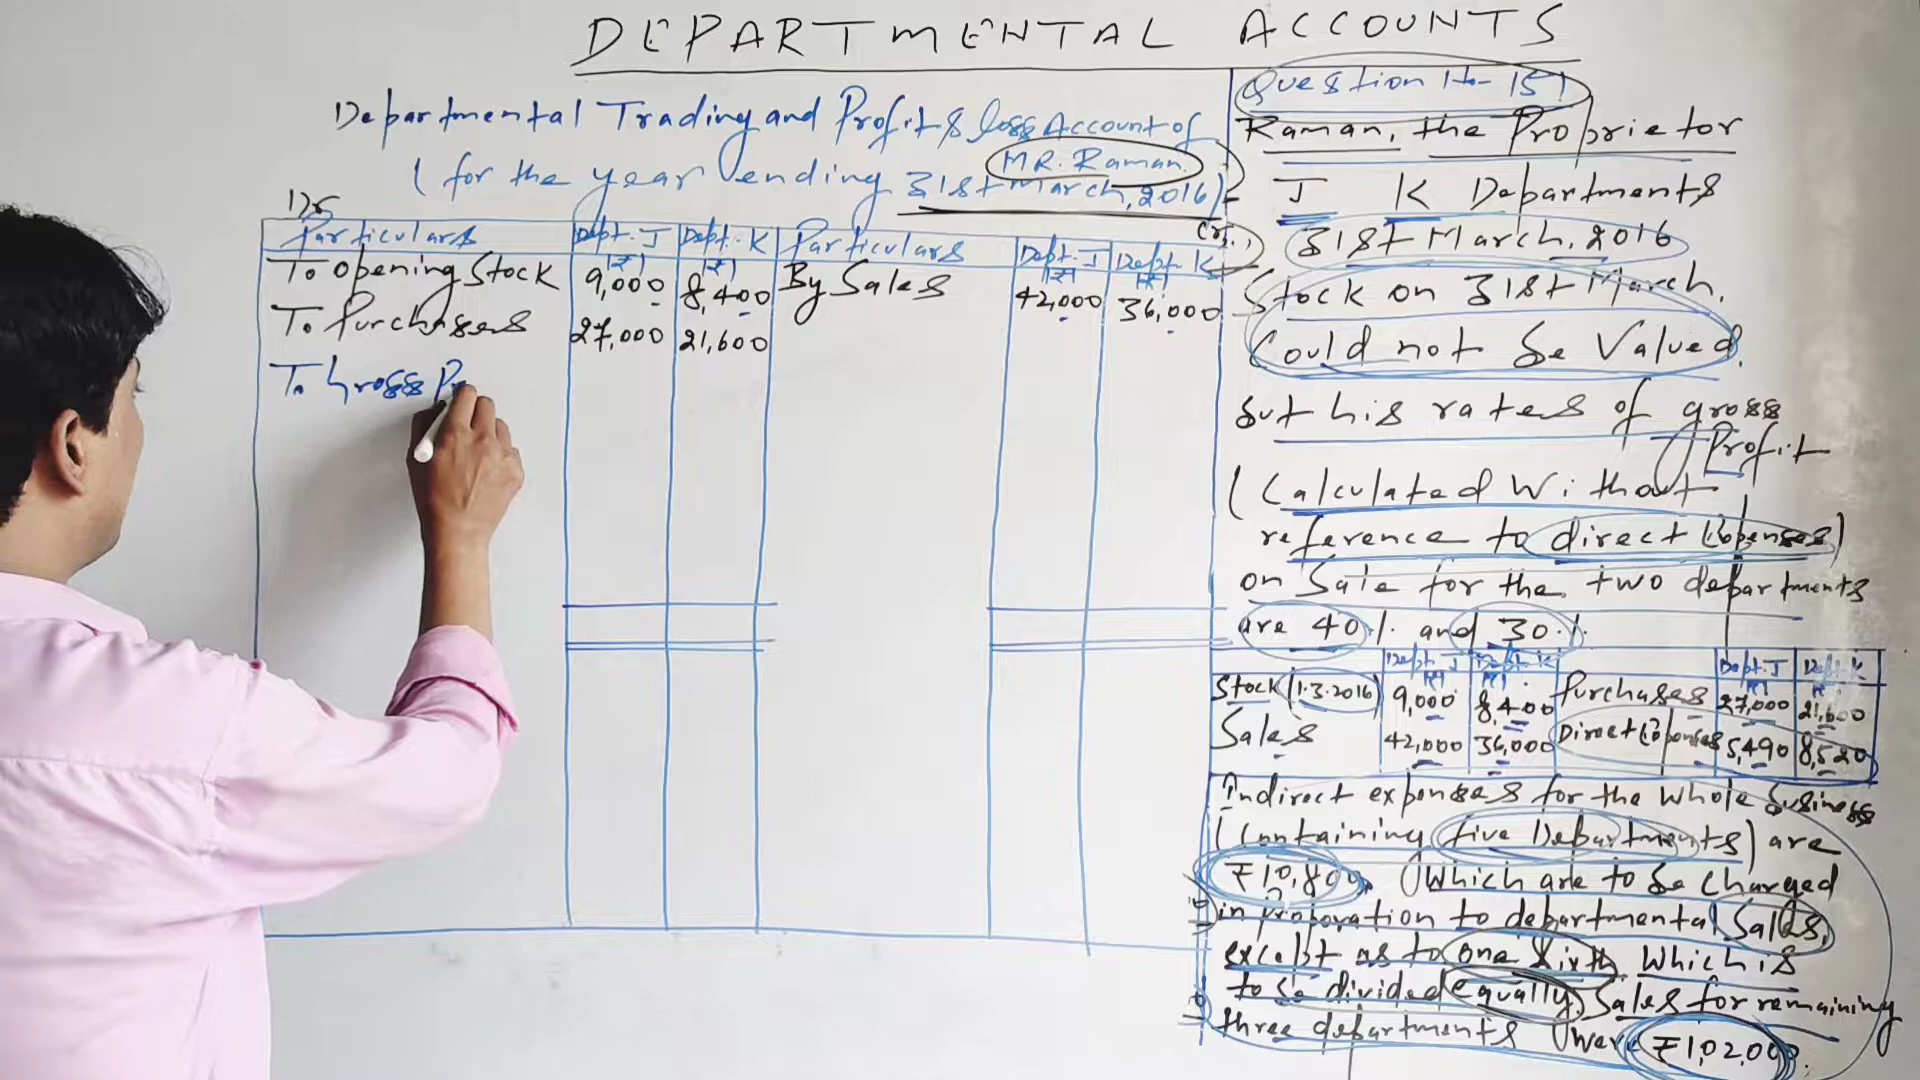 DEPARTMENTAL ACCOUNTS
Departmental Trading and Profit & loss Account of
MR. Raman.
(for the year ending 31st March, 2016)
Dr.
Cr.
Particulars Dept. J Dept. K Particulars Dept. J Dept. K
(₹) (₹) (₹) (₹)
To opening Stock 9,000 8,400 By Sales 42,000 36,000
To Purchases 27,000 21,600
To Gross Pr
Question No- 151
Raman, the Proprietor
J K Departments
31st March, 2016
Stock on 31st March.
Could not be Valued.
but his rates of gross
Profit
(Calculated Without
reference to direct Expenses)
on Sale for the two departments
are 40% and 30%.
Dept. J Dept. K Dept. J Dept. K
(₹) (₹) (₹) (₹)
Stock (1.3.2016) 9,000 8,400 Purchases 27,000 21,600
Sales 42,000 36,000 Direct Expenses 5,490 8,520
Indirect expenses for the whole business
(Containing five Departments) are
₹10,800. Which are to be charged
in proporation to departmental Sales,
except as to one sixth Which is
to be divided equally. Sales for remaining
three departments were ₹1,02,000.